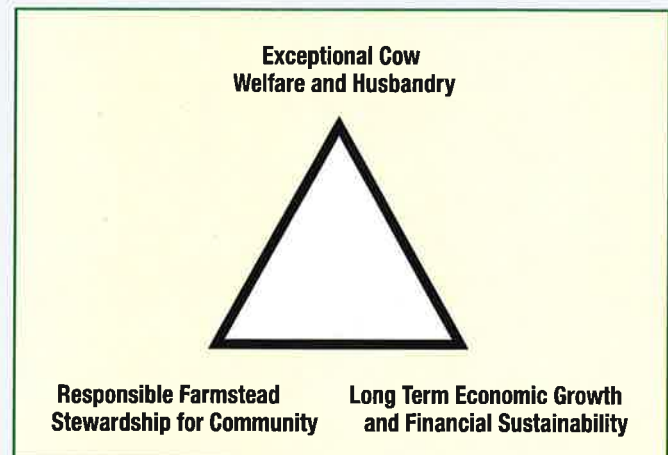 Exceptional Cow
Welfare and Husbandry
Responsible Farmstead
Stewardship for Community
Long Term Economic Growth
and Financial Sustainability